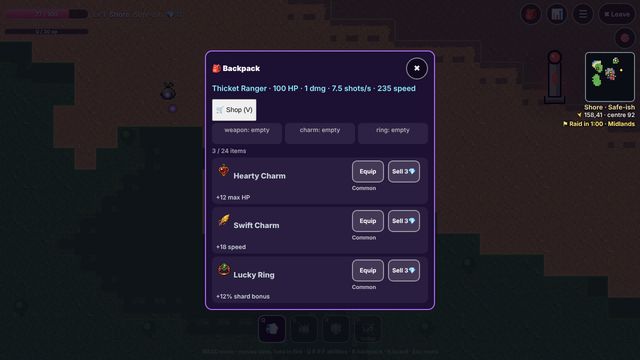 77 / 100
✖ Leave
🎒 Backpack
✖
Thicket Ranger · 100 HP · 1 dmg · 7.5 shots/s · 235 speed
🛒 Shop (V)
weapon: empty
charm: empty
ring: empty
3 / 24 items
Hearty Charm
Equip
Sell 3💎
Common
+12 max HP
Swift Charm
Equip
Sell 3💎
Common
+18 speed
Lucky Ring
Equip
Sell 3💎
Common
+12% shard bonus
Shore · Safe-ish
158,41 · centre 92
⚑ Raid in 1:00 · Midlands